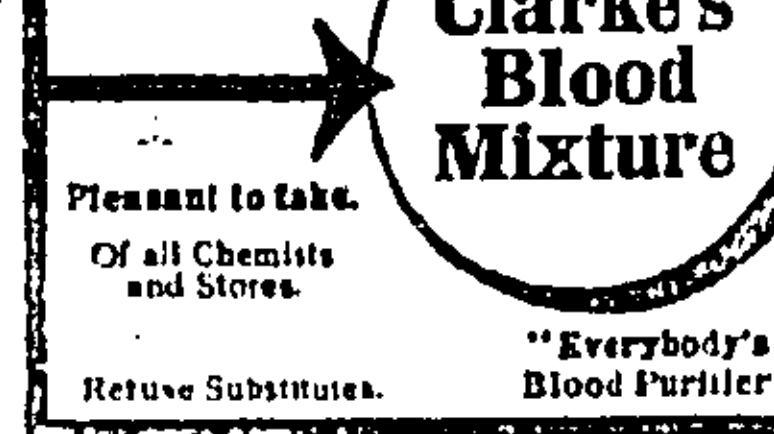 Clarke's
Blood
Mixture
Pleasant to take.
Of all Chemists
and Stores.
"Everybody's
Blood Purifier
Refuse Substitutes.